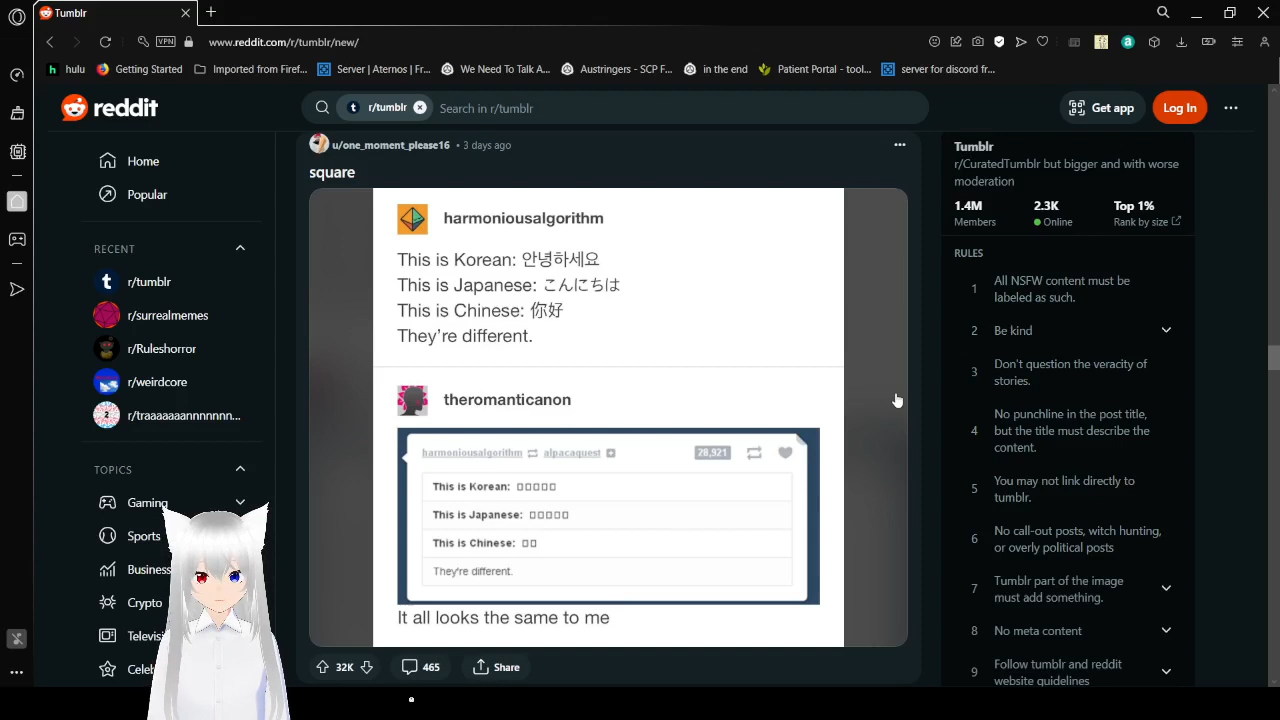 Tumblr
VPN
www.reddit.com/r/tumblr/new/
hulu
Getting Started
Imported from Firef...
Server | Aternos | Fr...
We Need To Talk A...
Austringers - SCP F...
in the end
Patient Portal - tool...
server for discord fr...
reddit
r/tumblr
Search in r/tumblr
Get app
Log In
Home
Popular
RECENT
r/tumblr
r/surrealmemes
r/Ruleshorror
r/weirdcore
r/traaaaaaannnnnnn...
TOPICS
Gaming
Sports
Business
Crypto
Televisi
Celeb
u/one_moment_please16 • 3 days ago
square
harmoniousalgorithm
This is Korean: 안녕하세요
This is Japanese: こんにちは
This is Chinese: 你好
They're different.
theromanticanon
harmoniousalgorithm alpacaquest
28,921
This is Korean: □□□□□
This is Japanese: □□□□□
This is Chinese: □□
They're different.
It all looks the same to me
32K
465
Share
Tumblr
r/CuratedTumblr but bigger and with worse
moderation
1.4M 2.3K Top 1%
Members Online Rank by size
RULES
1 All NSFW content must be
labeled as such.
2 Be kind
3 Don't question the veracity of
stories.
4 No punchline in the post title,
but the title must describe the
content.
5 You may not link directly to
tumblr.
6 No call-out posts, witch hunting,
or overly political posts
7 Tumblr part of the image
must add something.
8 No meta content
9 Follow tumblr and reddit
website guidelines